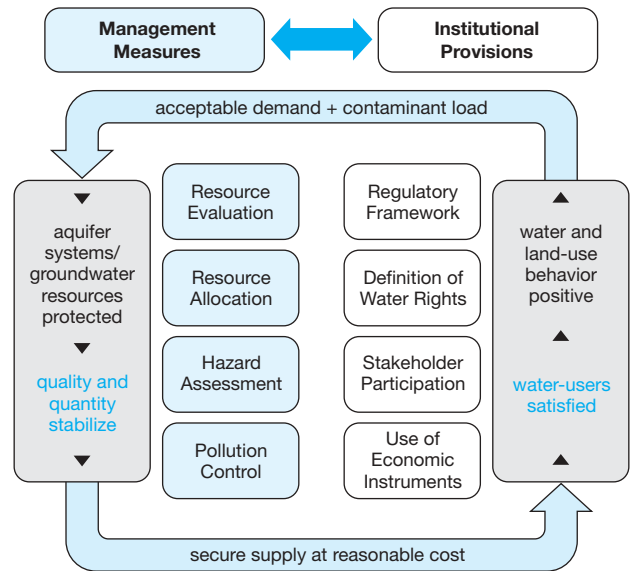 Management
Measures
Institutional
Provisions
acceptable demand + contaminant load
aquifer
systems/
groundwater
resources
protected
quality and
quantity
stabilize
Resource
Evaluation
Resource
Allocation
Hazard
Assessment
Pollution
Control
Regulatory
Framework
Definition of
Water Rights
Stakeholder
Participation
Use of
Economic
Instruments
water and
land-use
behavior
positive
water-users
satisfied
secure supply at reasonable cost